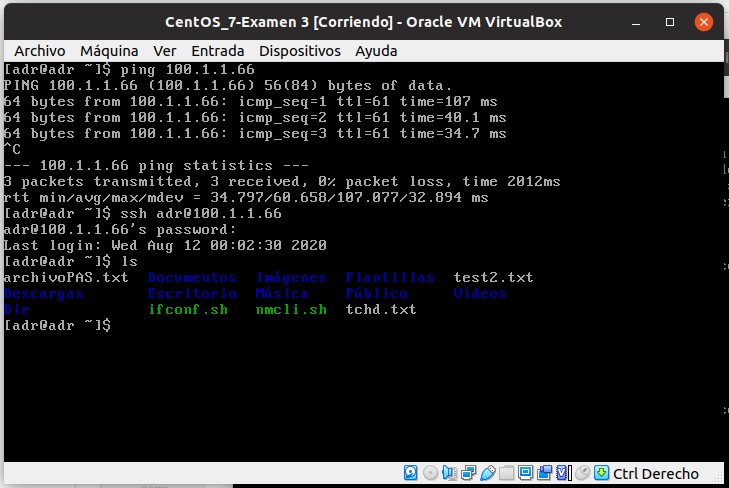 CentOS_7-Examen 3 [Corriendo] - Oracle VM VirtualBox
Archivo Máquina Ver Entrada Dispositivos Ayuda
[adr@adr ~]$ ping 100.1.1.66
PING 100.1.1.66 (100.1.1.66) 56(84) bytes of data.
64 bytes from 100.1.1.66: icmp_seq=1 ttl=61 time=107 ms
64 bytes from 100.1.1.66: icmp_seq=2 ttl=61 time=40.1 ms
64 bytes from 100.1.1.66: icmp_seq=3 ttl=61 time=34.7 ms
^C
--- 100.1.1.66 ping statistics ---
3 packets transmitted, 3 received, 0% packet loss, time 2012ms
rtt min/avg/max/mdev = 34.797/60.658/107.077/32.894 ms
[adr@adr ~]$ ssh adr@100.1.1.66
adr@100.1.1.66's password:
Last login: Wed Aug 12 00:02:30 2020
[adr@adr ~]$ ls
archivoPAS.txt Documentos Imágenes Plantillas test2.txt
Descargas Escritorio Música Público Vídeos
Dir ifconf.sh nmcli.sh tchd.txt
[adr@adr ~]$
Ctrl Derecho